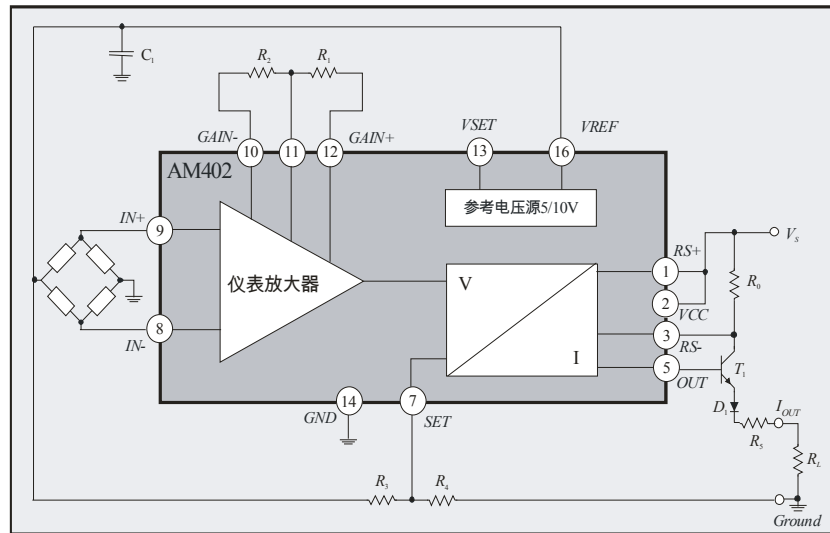 C1
R2
R1
GAIN-
GAIN+
VSET
VREF
10
11
12
13
16
AM402
参考电压源5/10V
IN+
9
仪表放大器
V
I
RS+
VS
1
R0
2
VCC
8
IN-
3
RS-
5
OUT
T1
14
GND
7
SET
D1
IOUT
R5
RL
R3
R4
Ground